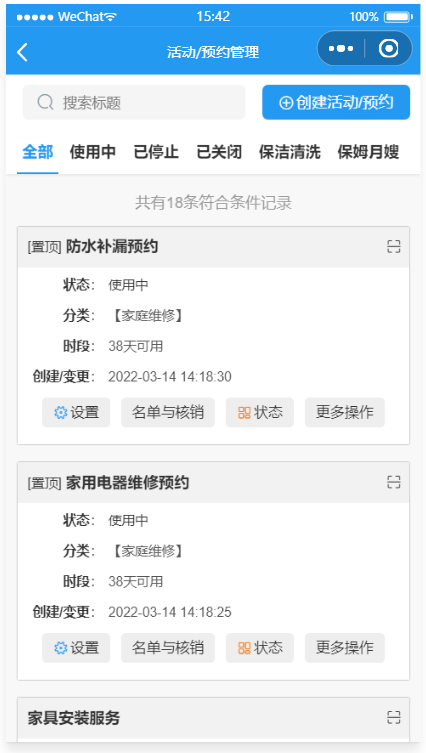 WeChat 15:42 100%
活动/预约管理
搜索标题 创建活动/预约
全部 使用中 已停止 已关闭 保洁清洗 保姆月嫂
共有18条符合条件记录
[置顶] 防水补漏预约
状态: 使用中
分类: 【家庭维修】
时段: 38天可用
创建/变更: 2022-03-14 14:18:30
设置 名单与核销 状态 更多操作
[置顶] 家用电器维修预约
状态: 使用中
分类: 【家庭维修】
时段: 38天可用
创建/变更: 2022-03-14 14:18:25
设置 名单与核销 状态 更多操作
家具安装服务